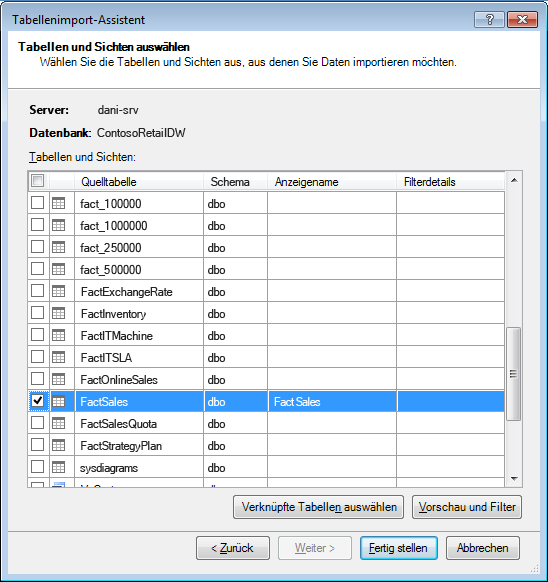 Tabellenimport-Assistent
Tabellen und Sichten auswählen
Wählen Sie die Tabellen und Sichten aus, aus denen Sie Daten importieren möchten.
Server: dani-srv
Datenbank: ContosoRetailDW
Tabellen und Sichten:
Quelltabelle Schema Anzeigename Filterdetails
fact_100000 dbo
fact_1000000 dbo
fact_250000 dbo
fact_500000 dbo
FactExchangeRate dbo
FactInventory dbo
FactITMachine dbo
FactITSLA dbo
FactOnlineSales dbo
FactSales dbo Fact Sales
FactSalesQuota dbo
FactStrategyPlan dbo
sysdiagrams dbo
Verknüpfte Tabellen auswählen Vorschau und Filter
< Zurück Weiter > Fertig stellen Abbrechen